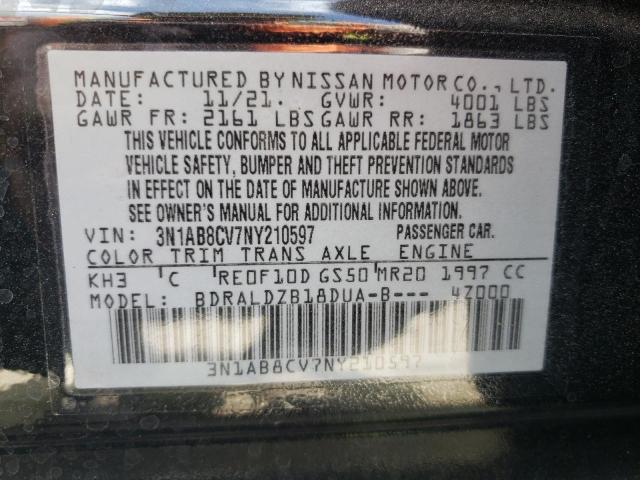 MANUFACTURED BY NISSAN MOTOR CO., LTD.
DATE: 11/21. GVWR: 4001 LBS
GAWR FR: 2161 LBS GAWR RR: 1863 LBS
THIS VEHICLE CONFORMS TO ALL APPLICABLE FEDERAL MOTOR
VEHICLE SAFETY, BUMPER AND THEFT PREVENTION STANDARDS
IN EFFECT ON THE DATE OF MANUFACTURE SHOWN ABOVE.
SEE OWNER'S MANUAL FOR ADDITIONAL INFORMATION.
VIN: 3N1AB8CV7NY210597 PASSENGER CAR.
COLOR TRIM TRANS AXLE ENGINE
KH3 C RE0F10D GS50 MR20 1997 CC
MODEL: BDRALDZB18DUA-B--- 4Z000
3N1AB8CV7NY210597